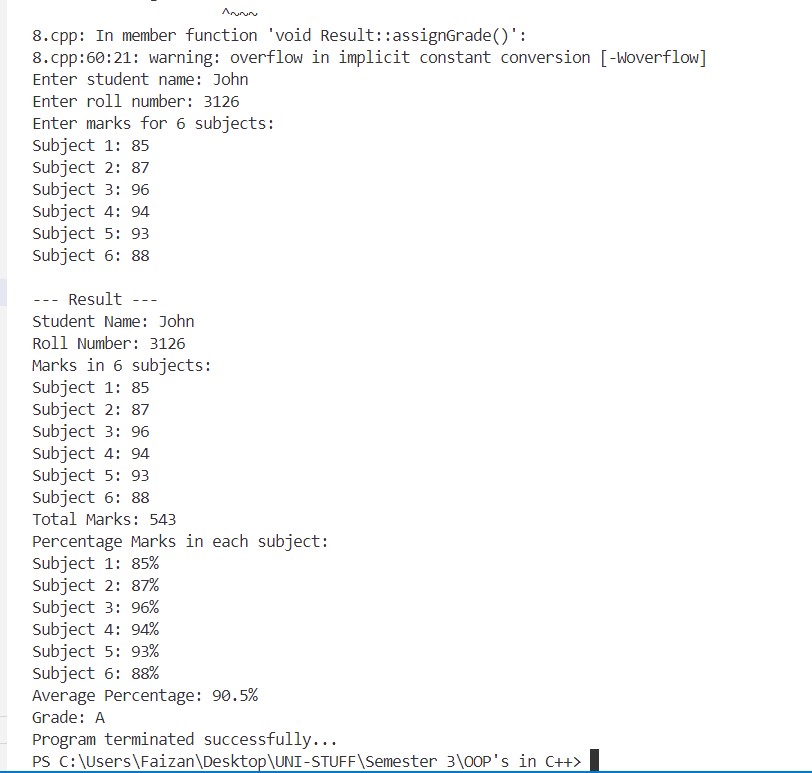 ^~~~
8.cpp: In member function 'void Result::assignGrade()':
8.cpp:60:21: warning: overflow in implicit constant conversion [-Woverflow]
Enter student name: John
Enter roll number: 3126
Enter marks for 6 subjects:
Subject 1: 85
Subject 2: 87
Subject 3: 96
Subject 4: 94
Subject 5: 93
Subject 6: 88

--- Result ---
Student Name: John
Roll Number: 3126
Marks in 6 subjects:
Subject 1: 85
Subject 2: 87
Subject 3: 96
Subject 4: 94
Subject 5: 93
Subject 6: 88
Total Marks: 543
Percentage Marks in each subject:
Subject 1: 85%
Subject 2: 87%
Subject 3: 96%
Subject 4: 94%
Subject 5: 93%
Subject 6: 88%
Average Percentage: 90.5%
Grade: A
Program terminated successfully...
PS C:\Users\Faizan\Desktop\UNI-STUFF\Semester 3\OOP's in C++>